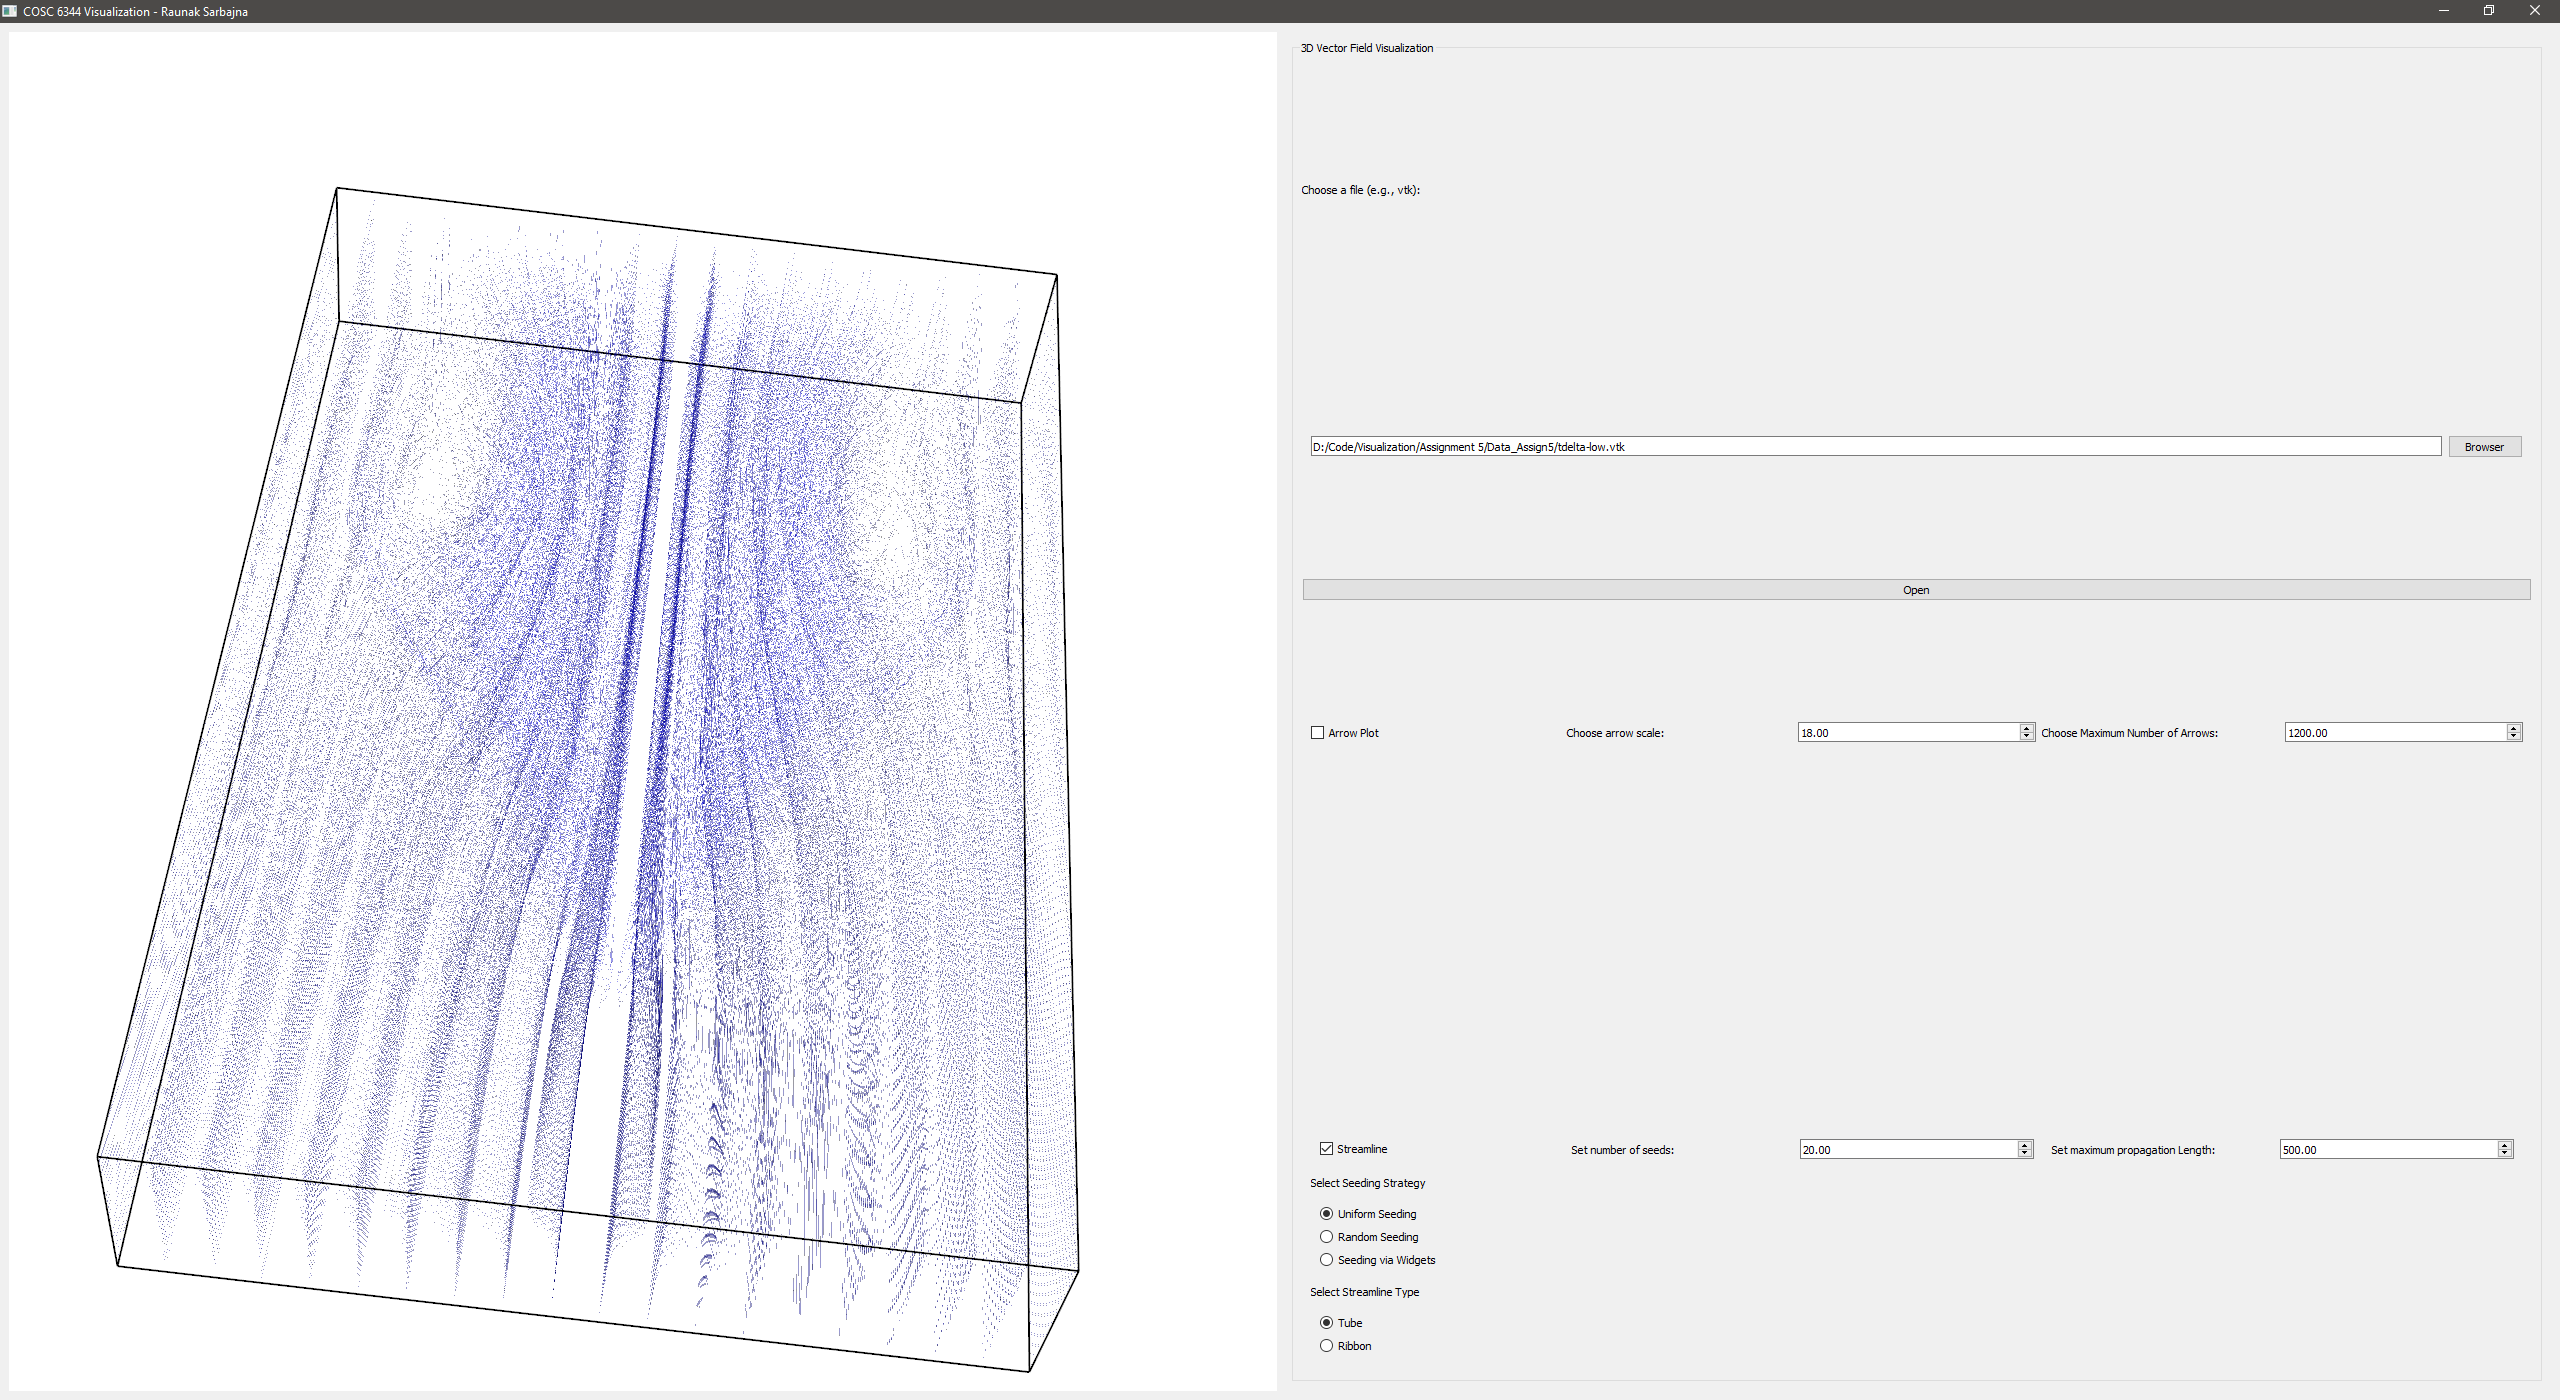 COSC 6344 Visualization - Raunak Sarbajna
3D Vector Field Visualization
Choose a file (e.g., vtk):
D:/Code/Visualization/Assignment 5/Data_Assign5/tdelta-low.vtk Browser
Open
Arrow Plot Choose arrow scale: 18.00 Choose Maximum Number of Arrows: 1200.00
Streamline Set number of seeds: 20.00 Set maximum propagation Length: 500.00
Select Seeding Strategy
Uniform Seeding
Random Seeding
Seeding via Widgets
Select Streamline Type
Tube
Ribbon